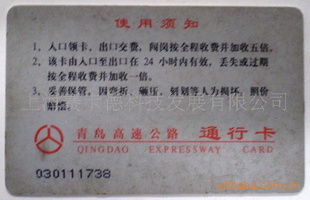 使用须知
1、入口领卡，出口交费，闯岗按全程收费并加收五倍。
2、该卡由入口至出口在 24 小时内有效，丢失或过期
按全程收费并加收一倍。
3、妥善保管，因弯折、砸压、刻划等人为损坏，照价
赔偿。
青岛高速公路 通行卡
QINGDAO EXPRESSWAY CARD
030111738